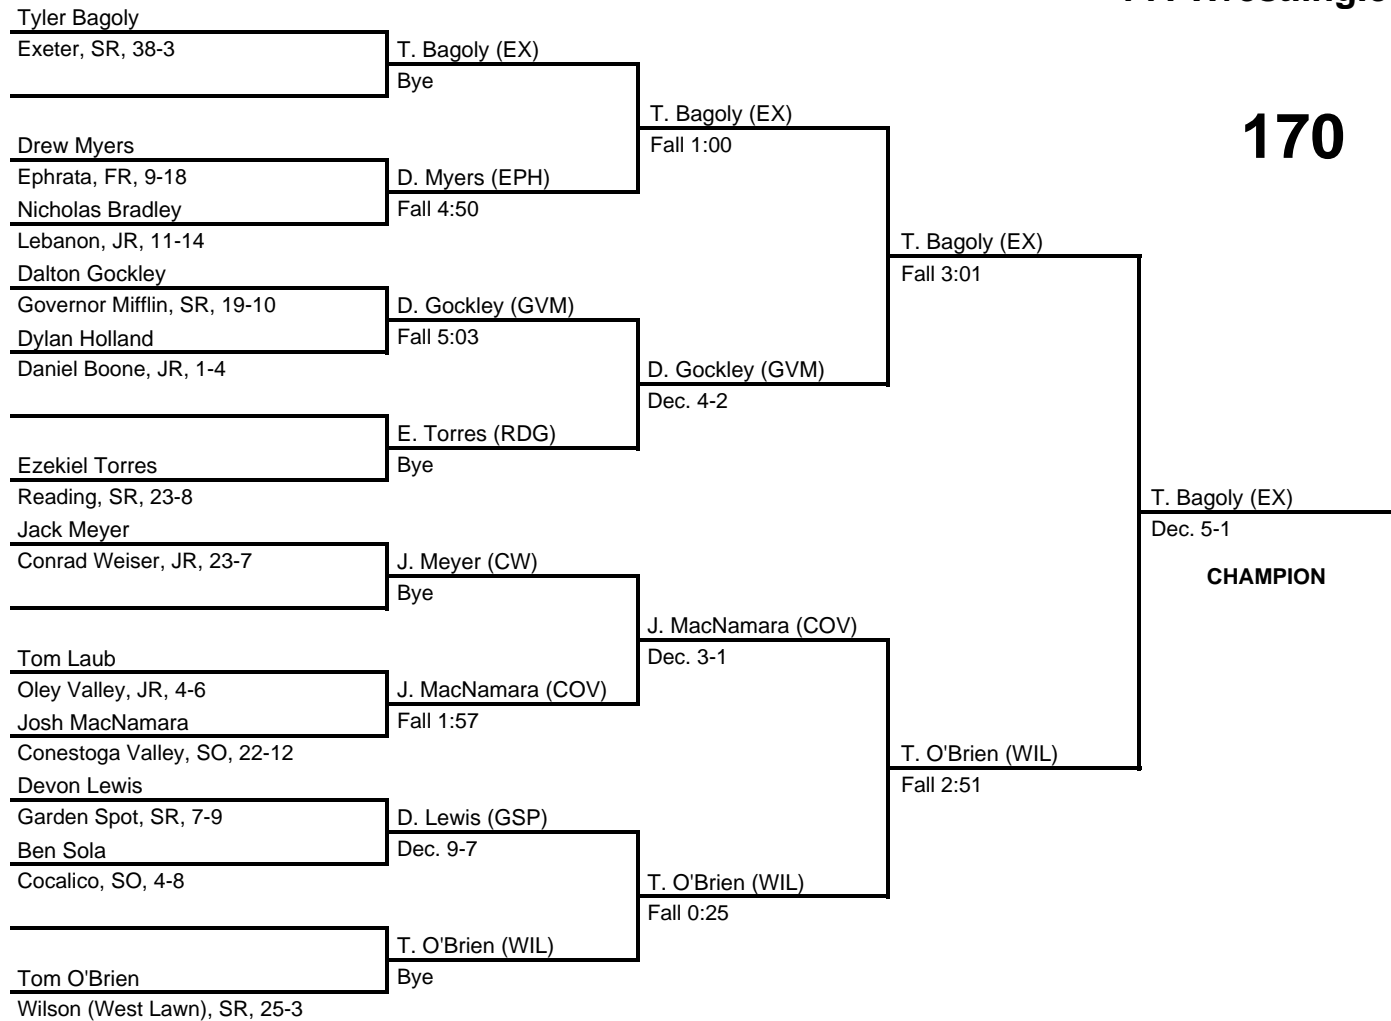 Tyler Bagoly
Exeter, SR, 38-3
T. Bagoly (EX)
Bye
T. Bagoly (EX)
Fall 1:00
170
Drew Myers
Ephrata, FR, 9-18
D. Myers (EPH)
Nicholas Bradley
Fall 4:50
Lebanon, JR, 11-14
T. Bagoly (EX)
Fall 3:01
Dalton Gockley
Governor Mifflin, SR, 19-10
D. Gockley (GVM)
Dylan Holland
Fall 5:03
Daniel Boone, JR, 1-4
D. Gockley (GVM)
Dec. 4-2
E. Torres (RDG)
Ezekiel Torres
Bye
Reading, SR, 23-8
T. Bagoly (EX)
Dec. 5-1
CHAMPION
Jack Meyer
Conrad Weiser, JR, 23-7
J. Meyer (CW)
Bye
J. MacNamara (COV)
Dec. 3-1
Tom Laub
Oley Valley, JR, 4-6
J. MacNamara (COV)
Josh MacNamara
Fall 1:57
Conestoga Valley, SO, 22-12
T. O'Brien (WIL)
Fall 2:51
Devon Lewis
Garden Spot, SR, 7-9
D. Lewis (GSP)
Ben Sola
Dec. 9-7
Cocalico, SO, 4-8
T. O'Brien (WIL)
Fall 0:25
T. O'Brien (WIL)
Tom O'Brien
Bye
Wilson (West Lawn), SR, 25-3